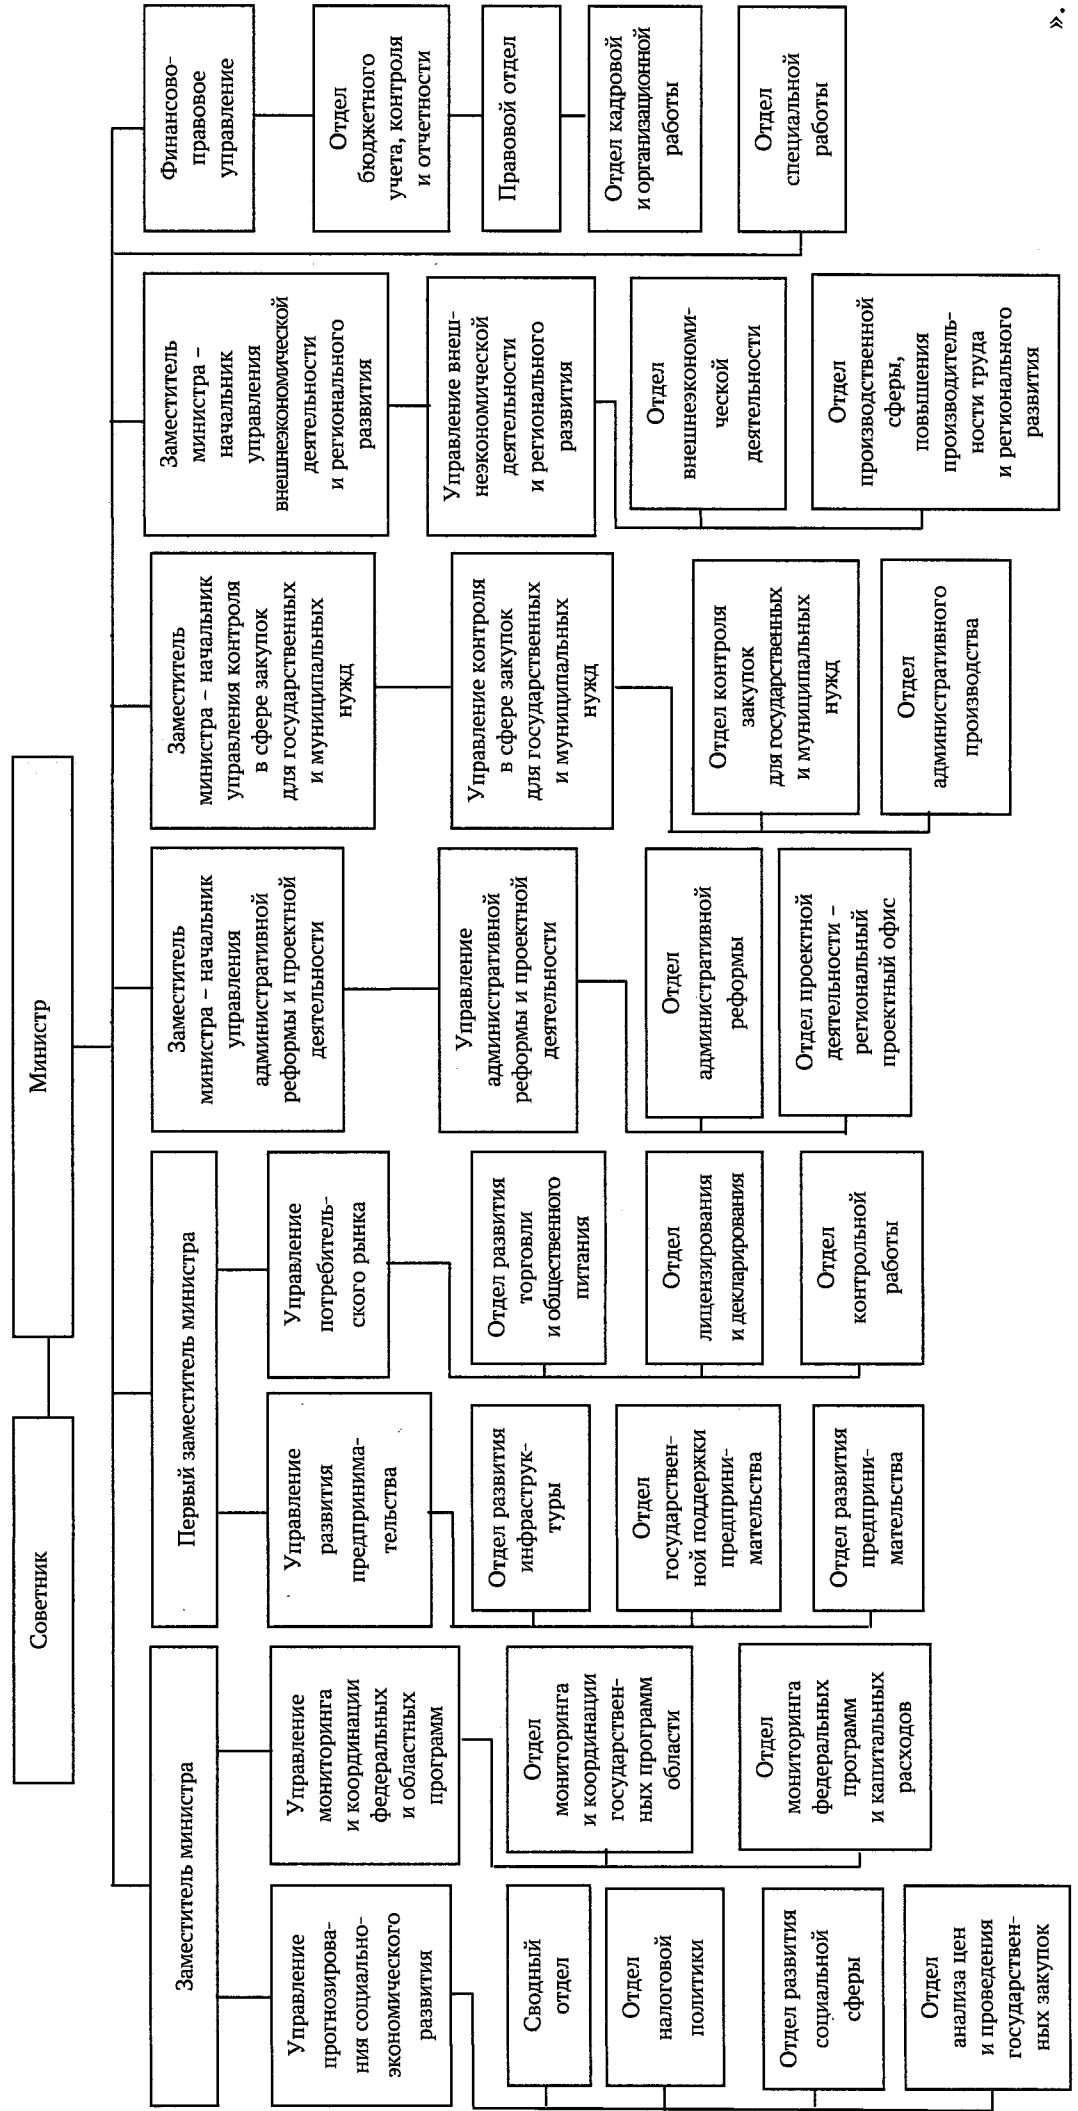 Министр
Советник
Заместитель министра
Управление
прогнозирова-
ния социально-
экономического
развития
Сводный
отдел
Отдел
налоговой
политики
Отдел развития
социальной
сферы
Отдел
анализа цен
и проведения
государствен-
ных закупок
Управление
мониторинга
и координации
федеральных
и областных
программ
Отдел
мониторинга
и координации
государствен-
ных программ
области
Отдел
мониторинга
федеральных
программ
и капитальных
расходов
Первый заместитель министра
Управление
развития
предпринима-
тельства
Отдел развития
инфраструк-
туры
Отдел
государствен-
ной поддержки
предприни-
мательства
Отдел развития
предприни-
мательства
Управление
потребитель-
ского рынка
Отдел развития
торговли
и общественного
питания
Отдел
лицензирования
и декларирования
Отдел
контрольной
работы
Заместитель
министра – начальник
управления
административной
реформы и проектной
деятельности
Управление
административной
реформы и проектной
деятельности
Отдел
административной
реформы
Отдел проектной
деятельности –
региональный
проектный офис
Заместитель
министра – начальник
управления контроля
в сфере закупок
для государственных
и муниципальных
нужд
Управление контроля
в сфере закупок
для государственных
и муниципальных
нужд
Отдел контроля
закупок
для государственных
и муниципальных
нужд
Отдел
административного
производства
Заместитель
министра –
начальник
управления
внешнеэкономической
деятельности
и регионального
развития
Управление внеш-
неэкономической
деятельности
и регионального
развития
Отдел
внешнеэкономи-
ческой
деятельности
Отдел
производственной
сферы,
повышения
производитель-
ности труда
и регионального
развития
Финансово-
правовое
управление
Отдел
бюджетного
учета, контроля
и отчетности
Правовой отдел
Отдел кадровой
и организационной
работы
Отдел
специальной
работы
».